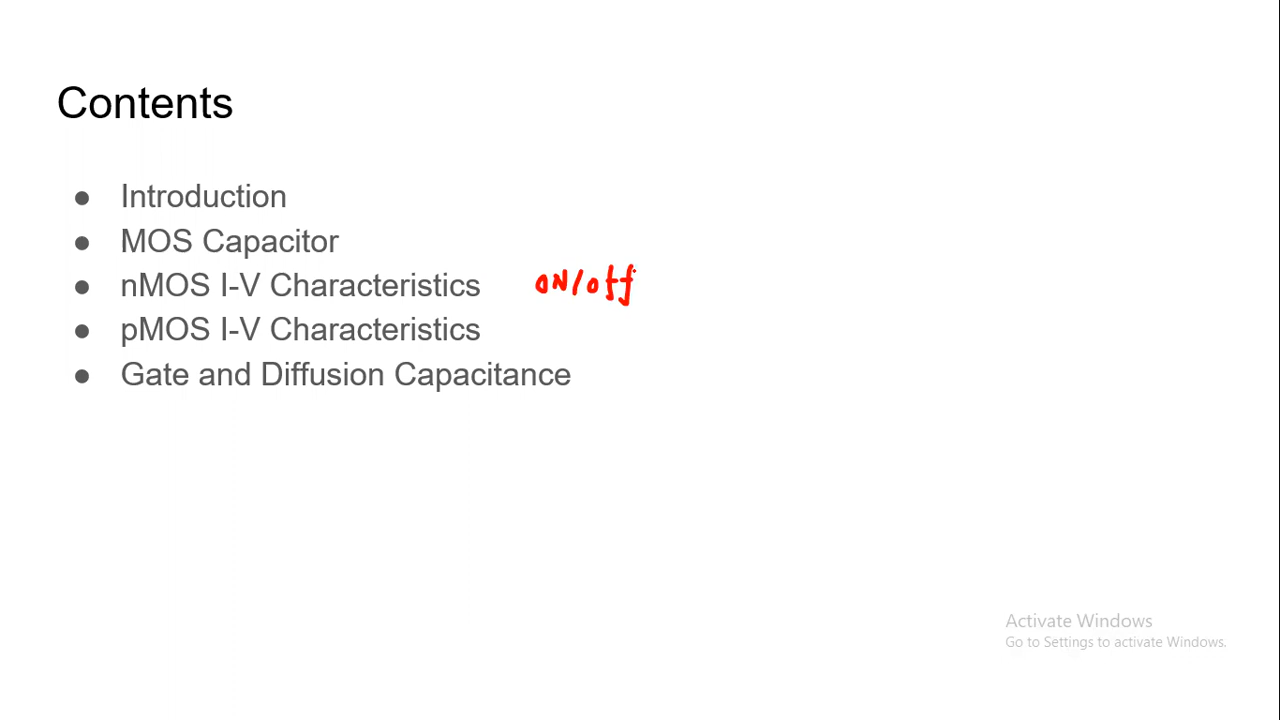 Contents
● Introduction
● MOS Capacitor
● nMOS I-V Characteristics ON/Off
● pMOS I-V Characteristics
● Gate and Diffusion Capacitance
Activate Windows
Go to Settings to activate Windows.